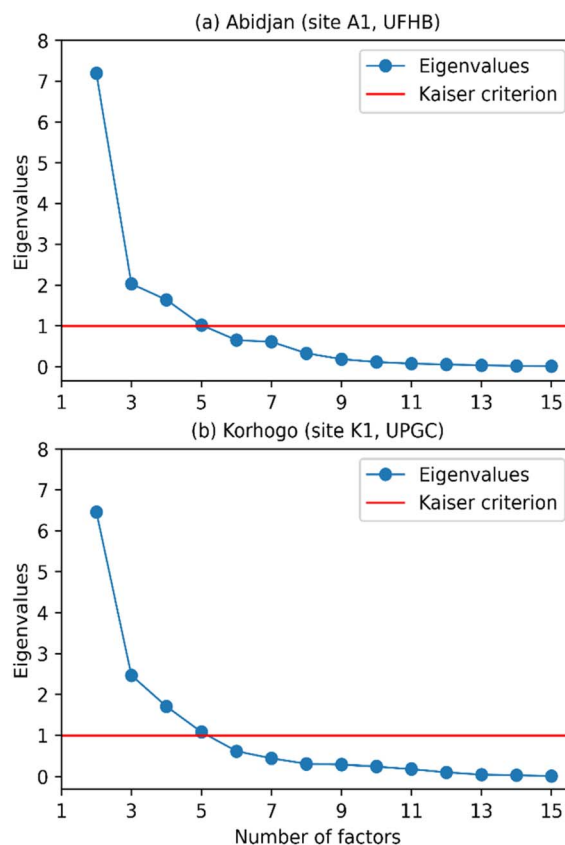 (a) Abidjan (site A1, UFHB)
8
7
6
5
4
3
2
1
0
Eigenvalues
Eigenvalues
Kaiser criterion
1 3 5 7 9 11 13 15
(b) Korhogo (site K1, UPGC)
8
7
6
5
4
3
2
1
0
Eigenvalues
Eigenvalues
Kaiser criterion
1 3 5 7 9 11 13 15
Number of factors